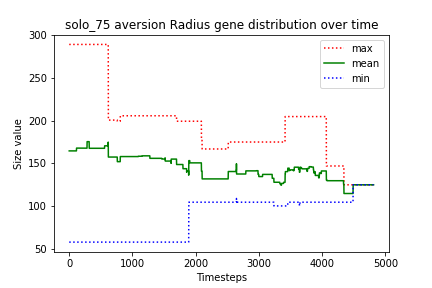 solo_75 aversion Radius gene distribution over time
300
250
200
150
100
50
Size value
max
mean
min
0
1000
2000
3000
4000
5000
Timesteps